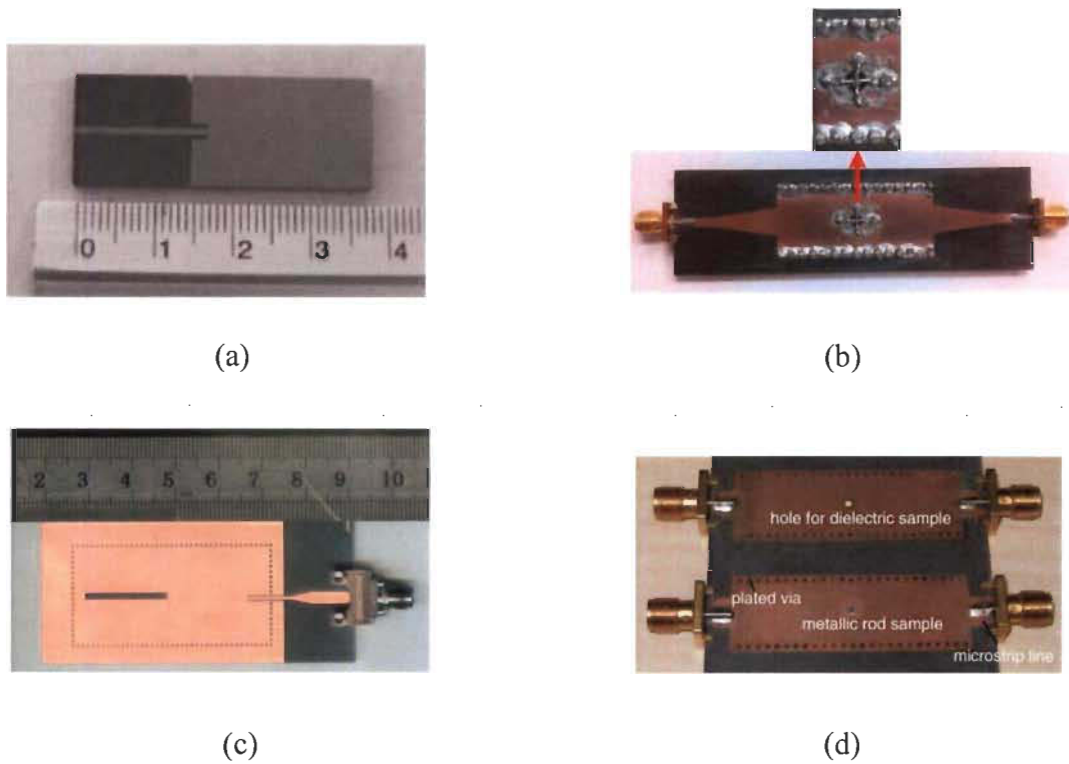 0 1 2 3 4
(a)
(b)
2 3 4 5 6 7 8 9 10
(c)
hole for dielectric sample
plated via
metallic rod sample
microstrip line
(d)